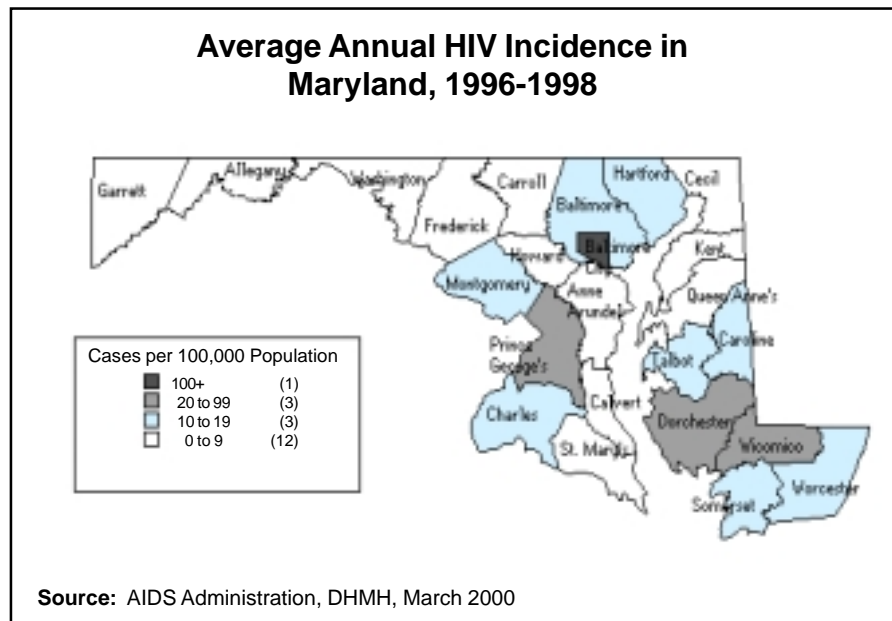 Average Annual HIV Incidence in
Maryland, 1996-1998
Garrett
Allegany
Washington
Frederick
Carroll
Baltimore
Hartford
Cecil
Howard
Baltimore
City
Kent
Montgomery
Anne
Arundel
Queen Anne's
Prince
George's
Talbot
Caroline
Charles
Calvert
St. Mary's
Dorchester
Wicomico
Somerset
Worcester
Cases per 100,000 Population
100+ (1)
20 to 99 (3)
10 to 19 (3)
0 to 9 (12)
Source: AIDS Administration, DHMH, March 2000